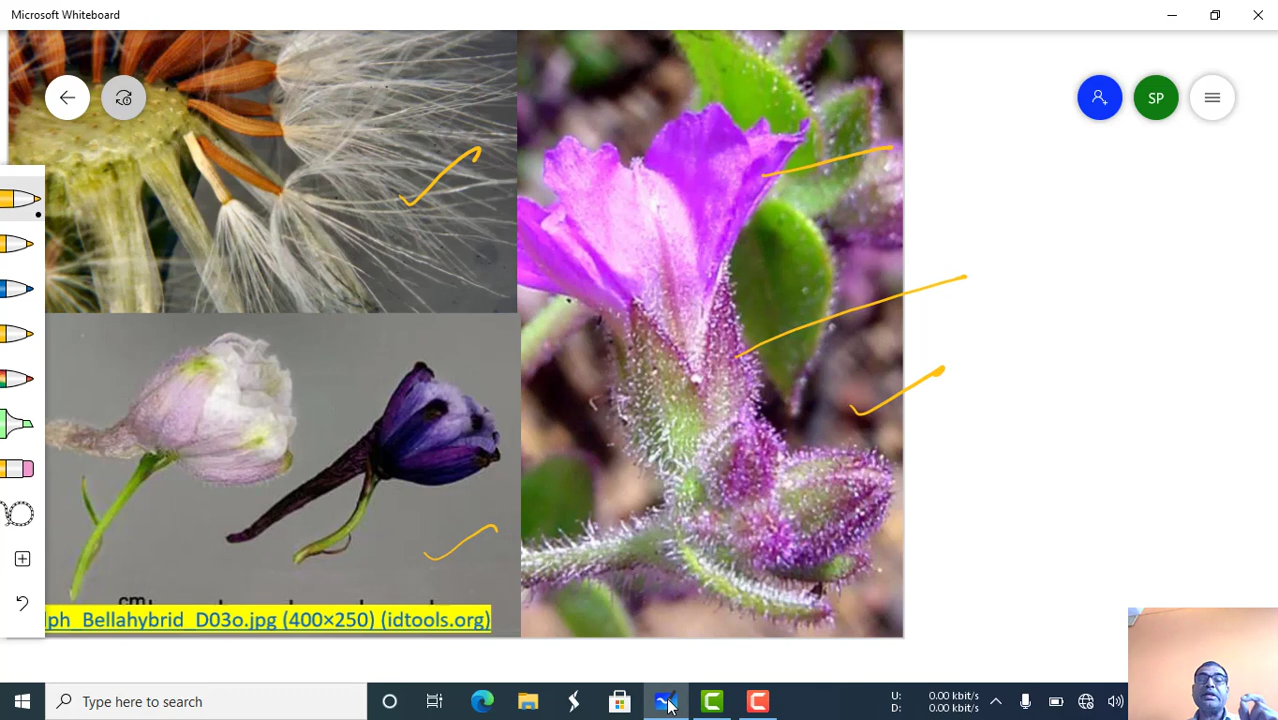 Microsoft Whiteboard
SP
cm
lph_Bellahybrid_D03o.jpg (400×250) (idtools.org)
Type here to search
U: 0.00 kbit/s
D: 0.00 kbit/s